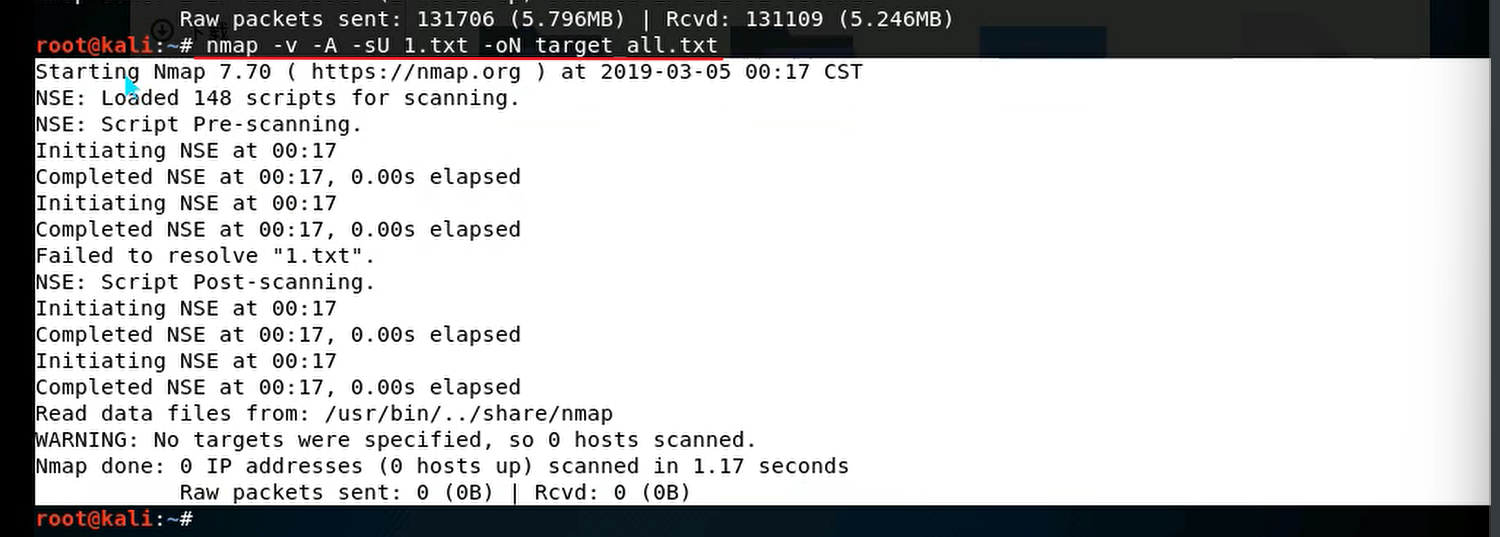 Raw packets sent: 131706 (5.796MB) | Rcvd: 131109 (5.246MB)
root@kali:~# nmap -v -A -sU 1.txt -oN target_all.txt
Starting Nmap 7.70 ( https://nmap.org ) at 2019-03-05 00:17 CST
NSE: Loaded 148 scripts for scanning.
NSE: Script Pre-scanning.
Initiating NSE at 00:17
Completed NSE at 00:17, 0.00s elapsed
Initiating NSE at 00:17
Completed NSE at 00:17, 0.00s elapsed
Failed to resolve "1.txt".
NSE: Script Post-scanning.
Initiating NSE at 00:17
Completed NSE at 00:17, 0.00s elapsed
Initiating NSE at 00:17
Completed NSE at 00:17, 0.00s elapsed
Read data files from: /usr/bin/../share/nmap
WARNING: No targets were specified, so 0 hosts scanned.
Nmap done: 0 IP addresses (0 hosts up) scanned in 1.17 seconds
Raw packets sent: 0 (0B) | Rcvd: 0 (0B)
root@kali:~#